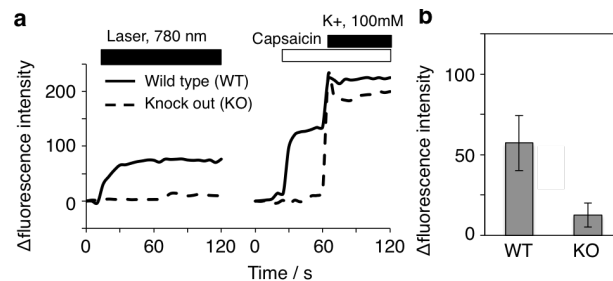 a
Laser, 780 nm
K+, 100mM
Capsaicin
Wild type (WT)
Knock out (KO)
Δfluorescence intensity
200
100
0
0 60 120 0 60 120
Time / s
b
Δfluorescence intensity
100
50
0
WT KO